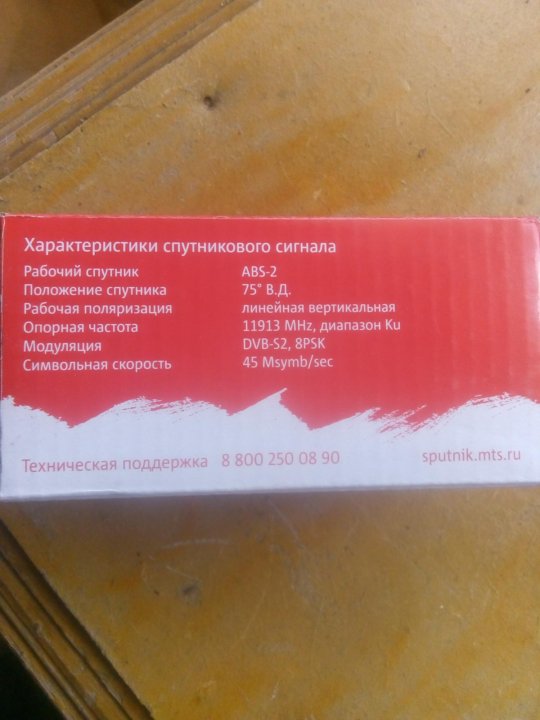 Характеристики спутникового сигнала
Рабочий спутник ABS-2
Положение спутника 75° В.Д.
Рабочая поляризация линейная вертикальная
Опорная частота 11913 MHz, диапазон Ku
Модуляция DVB-S2, 8PSK
Символьная скорость 45 Msymb/sec
Техническая поддержка 8 800 250 08 90 sputnik.mts.ru